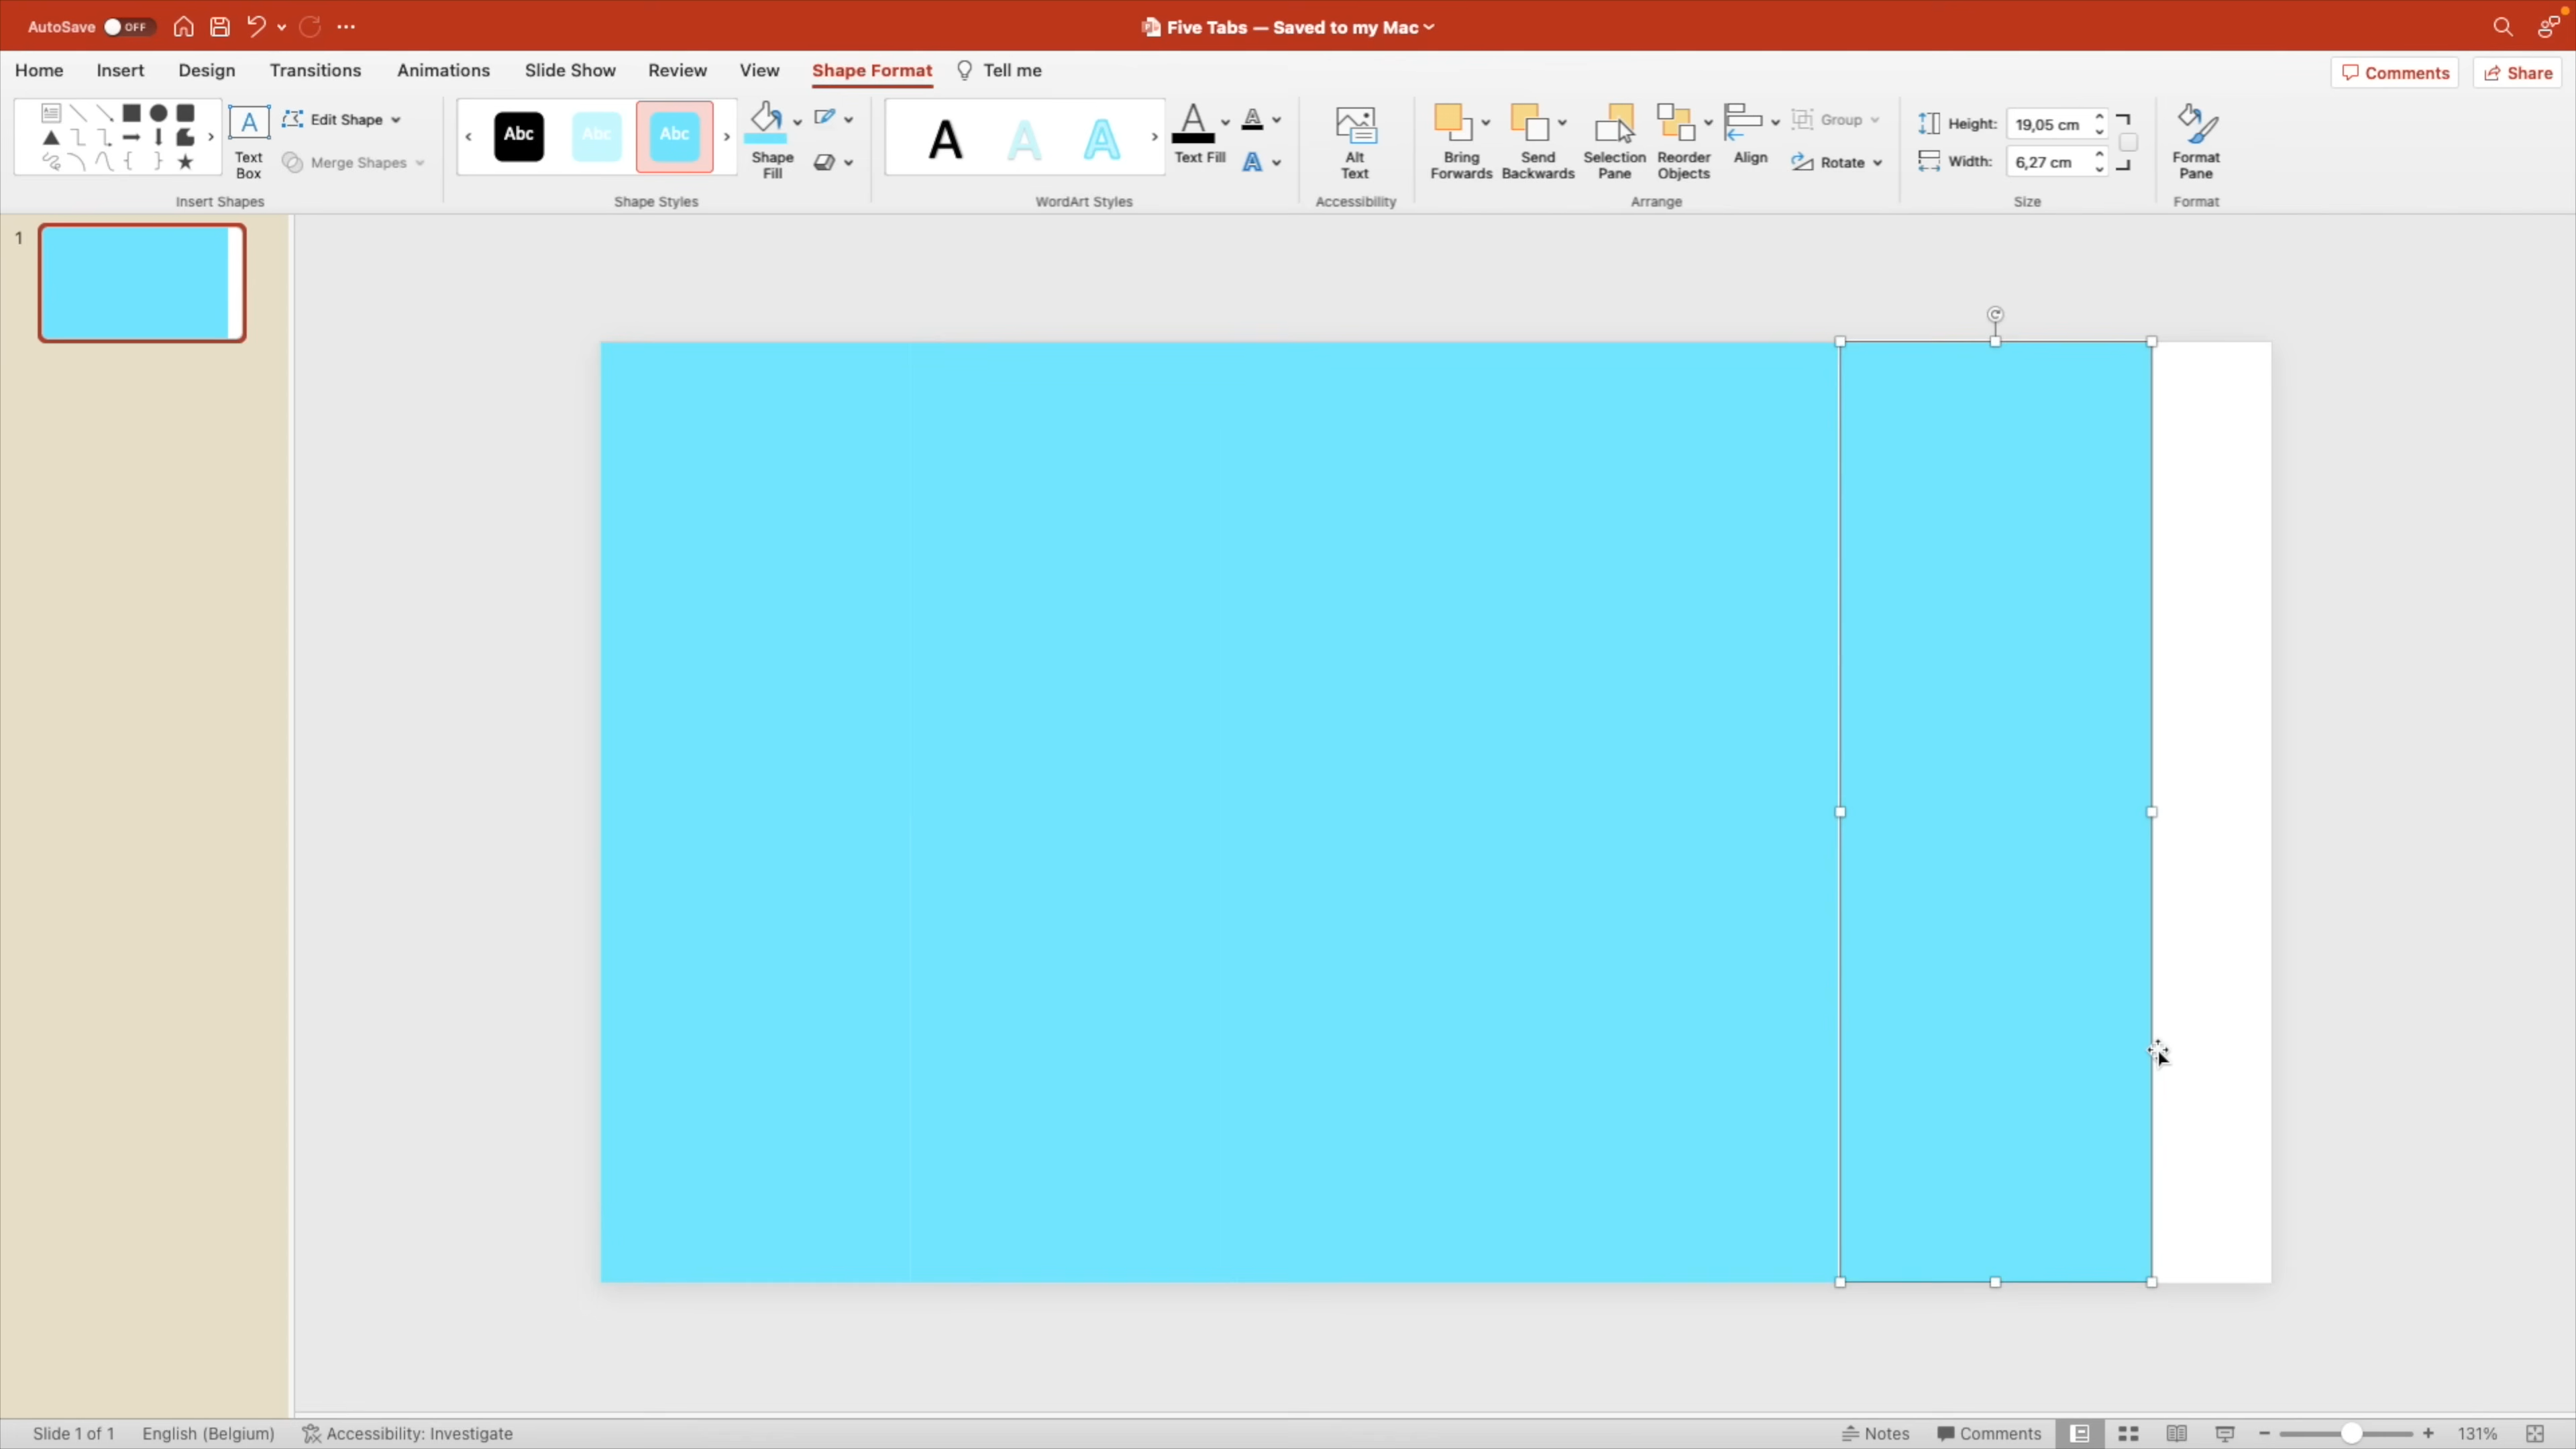 AutoSave OFF
Five Tabs — Saved to my Mac
Home Insert Design Transitions Animations Slide Show Review View Shape Format Tell me Comments Share
A Text Box
Edit Shape
Merge Shapes
Insert Shapes
Abc Abc Abc
Shape Fill
Shape Styles
A A A
A Text Fill
A
A
WordArt Styles
Alt Text
Accessibility
Bring Forwards
Send Backwards
Selection Pane
Reorder Objects
Align
Group
Rotate
Arrange
Height: 19,05 cm
Width: 6,27 cm
Size
Format Pane
Format
1
Slide 1 of 1 English (Belgium) Accessibility: Investigate Notes Comments 131%